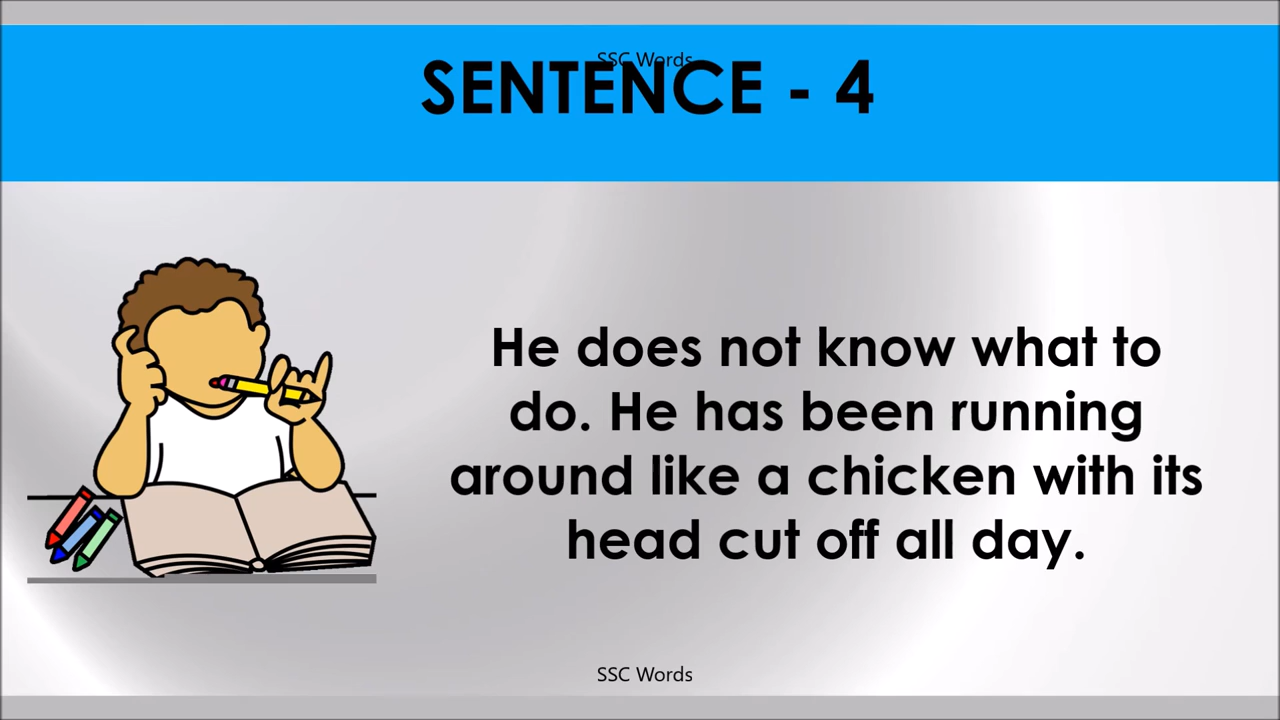 SSC Words
SENTENCE - 4
He does not know what to
do. He has been running
around like a chicken with its
head cut off all day.
SSC Words